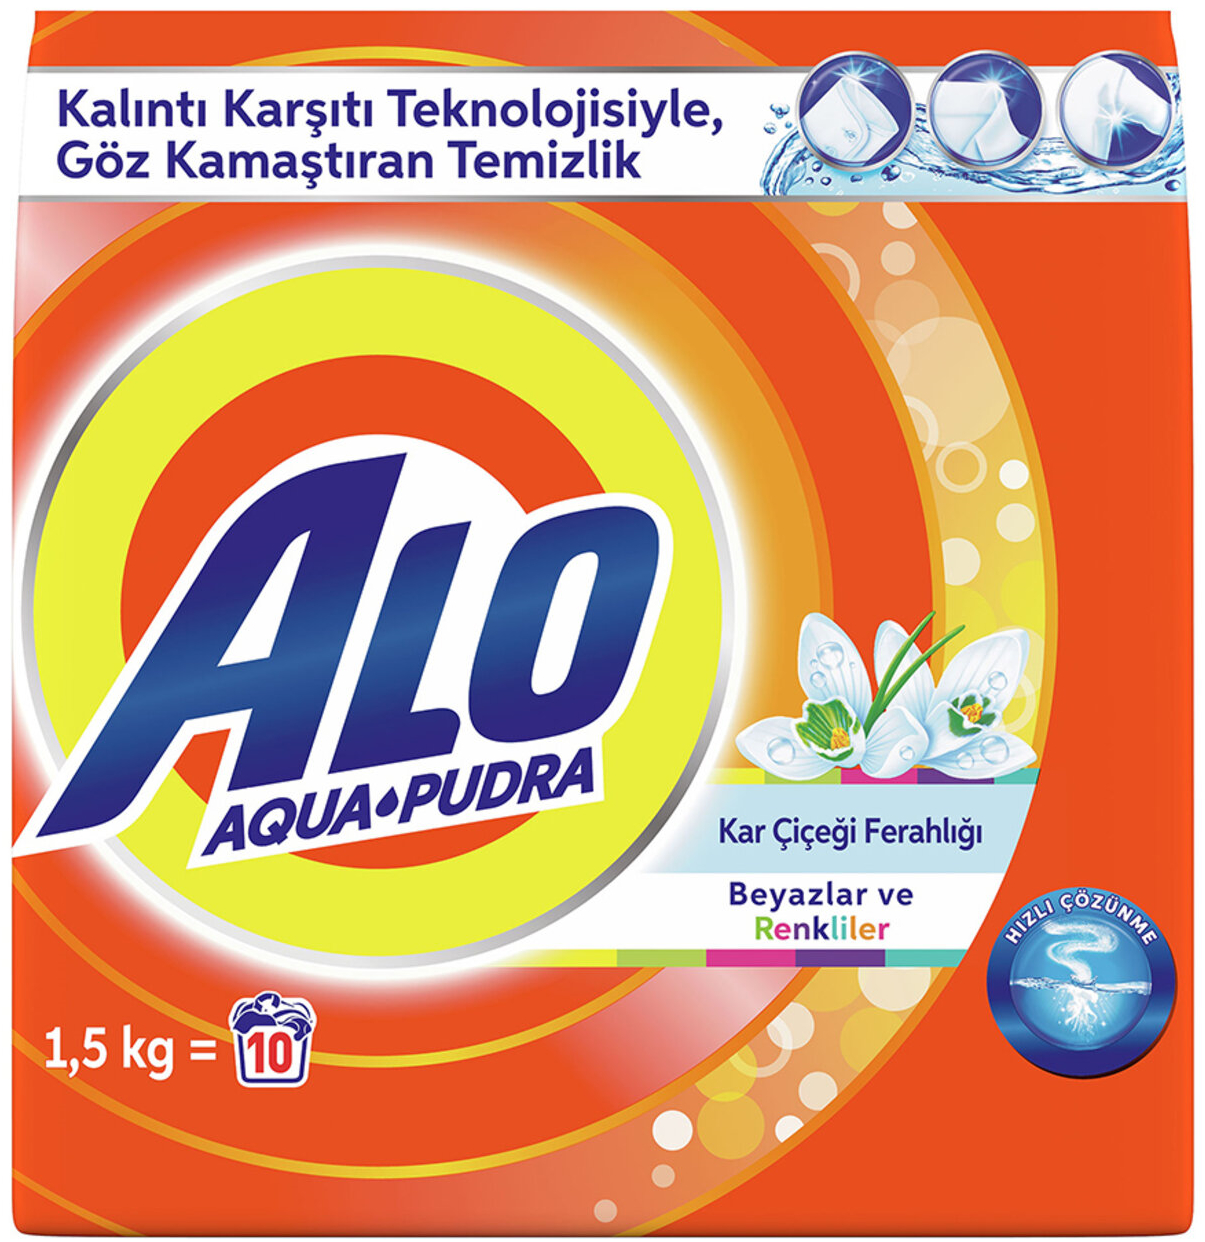 Kalıntı Karşıtı Teknolojisiyle,
Göz Kamaştıran Temizlik
ALO
AQUA PUDRA
Kar Çiçeği Ferahlığı
Beyazlar ve
Renkliler
HIZLI ÇÖZÜNME
1,5 kg = 10